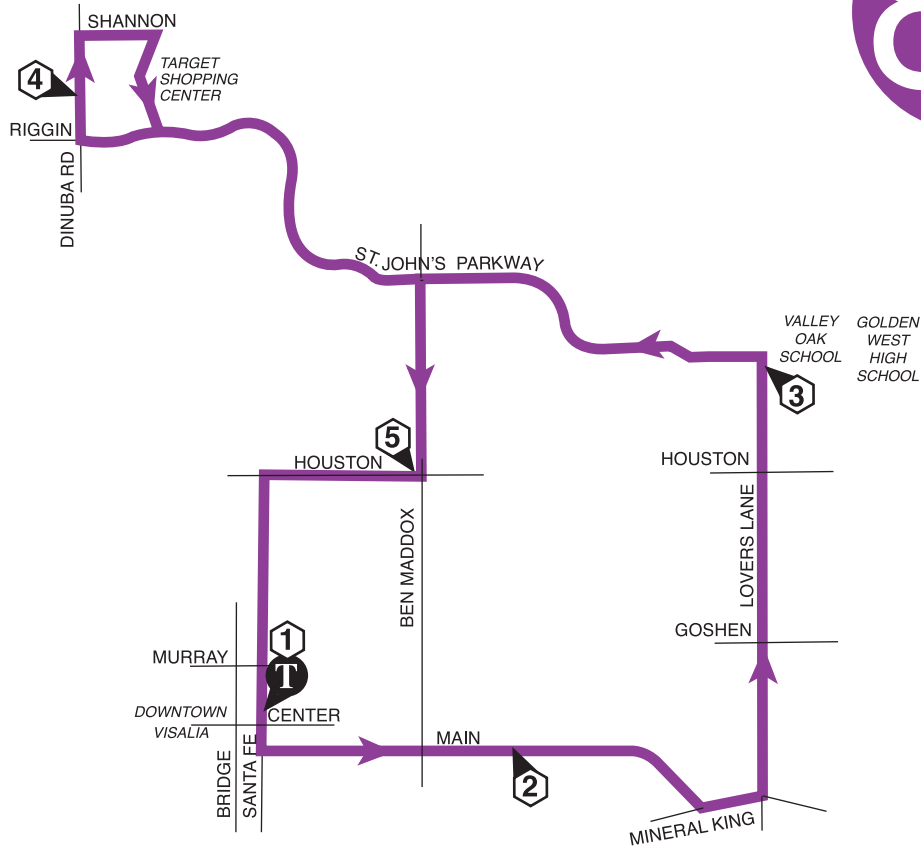 SHANNON
TARGET
SHOPPING
CENTER
4
RIGGIN
DINUBA RD
ST. JOHN'S PARKWAY
VALLEY
OAK
SCHOOL
GOLDEN
WEST
HIGH
SCHOOL
3
5
HOUSTON
HOUSTON
LOVERS LANE
BEN MADDOX
GOSHEN
1
MURRAY
T
DOWNTOWN
VISALIA
CENTER
MAIN
BRIDGE
SANTA FE
2
MINERAL KING